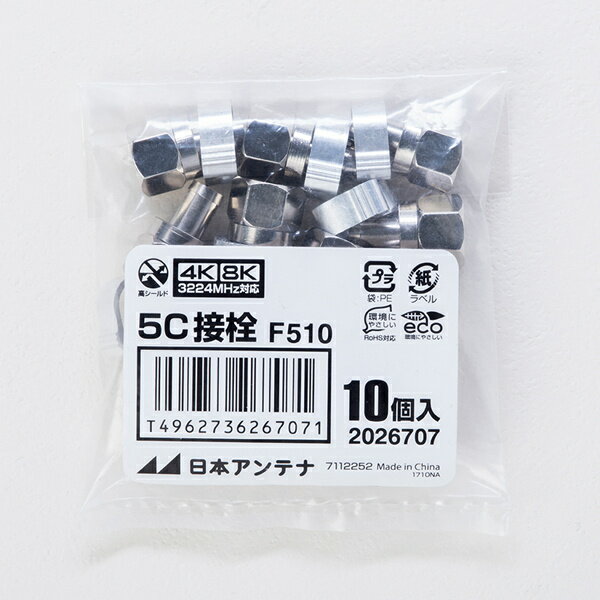 高シールド
4K 8K
3224MHz対応
プラ
袋:PE
紙
ラベル
5C接栓 F510
環境に
やさしい
RoHS対応
eco
環境にやさしい
T4962736267071
10個入
2026707
日本アンテナ
7112252 Made in China
1710NA